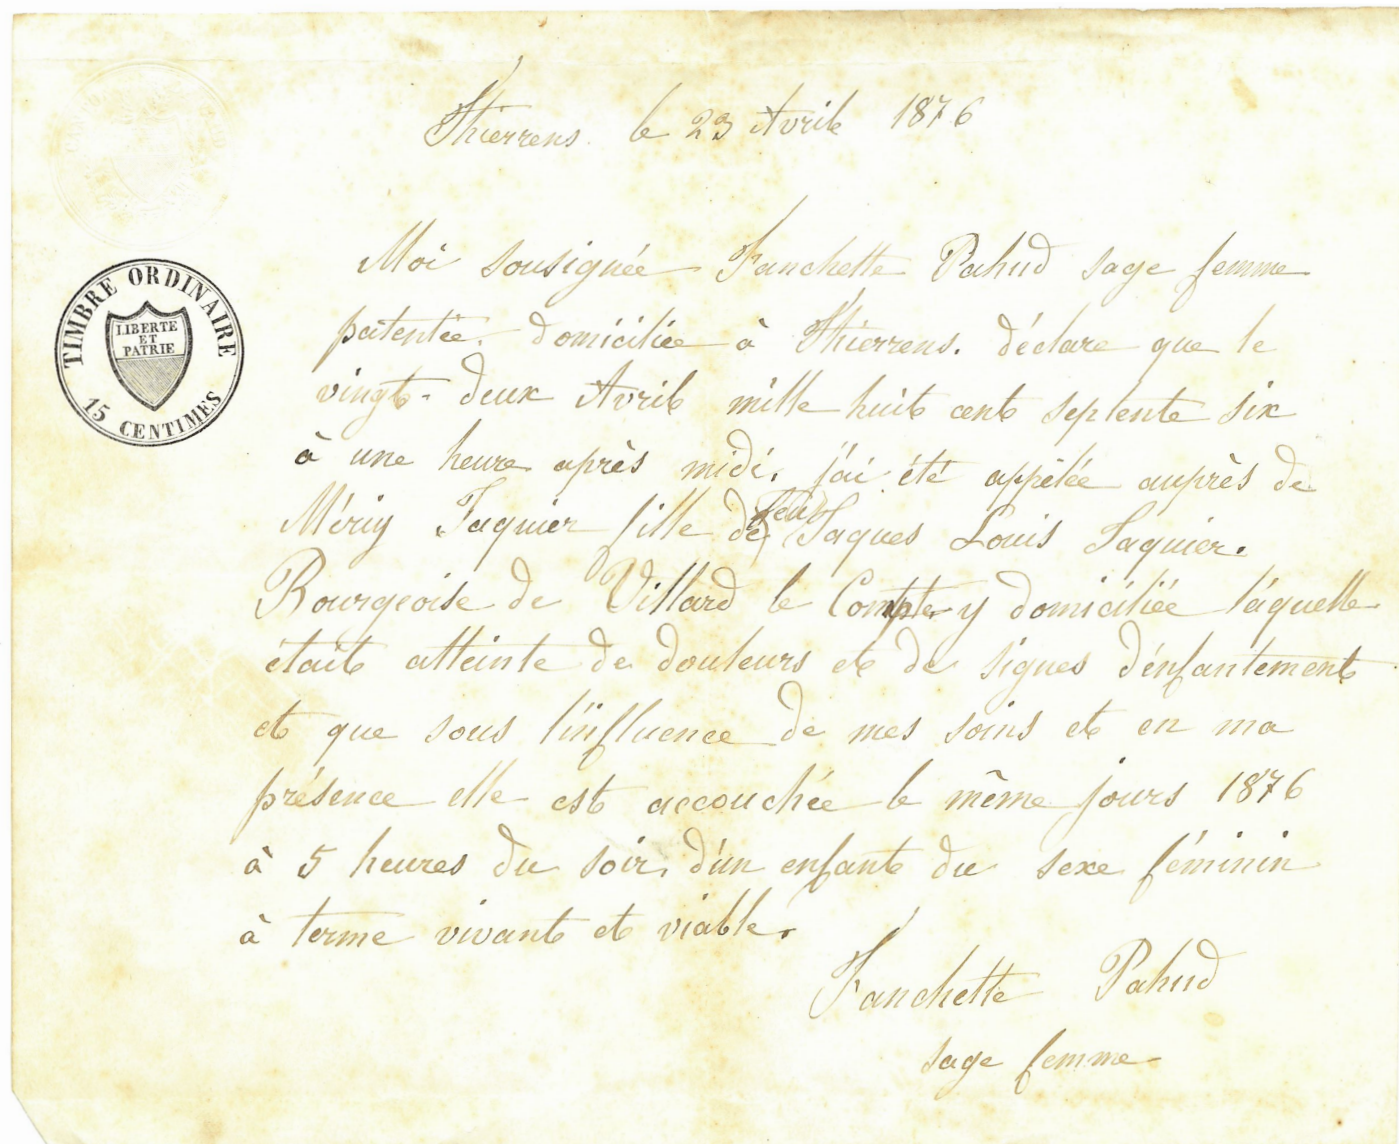 Thierrens le 23 Avril 1876
TIMBRE ORDINAIRE
LIBERTE
ET
PATRIE
15 CENTIMES
Moi sousignée Fanchette Pahud sage femme
patentée. domiciliée à Thierrens. déclare que le
vingt-deux Avril mille huit cent septente six
à une heure après midi. j'ai été appelée auprès de
Mériy Jaquier fille de feu Jaques Louis Jaquier.
Bourgeoise de Villard le Compte y domiciliée láquelle
était atteinte de douleurs et de signes d'énfantement
et que sous l'influence de mes soins et en ma
présence elle est accouchée le même jours 1876
à 5 heures du soir. d'un enfant du sexe féminin
à terme vivant et viable.
Fanchette Pahud
sage femme